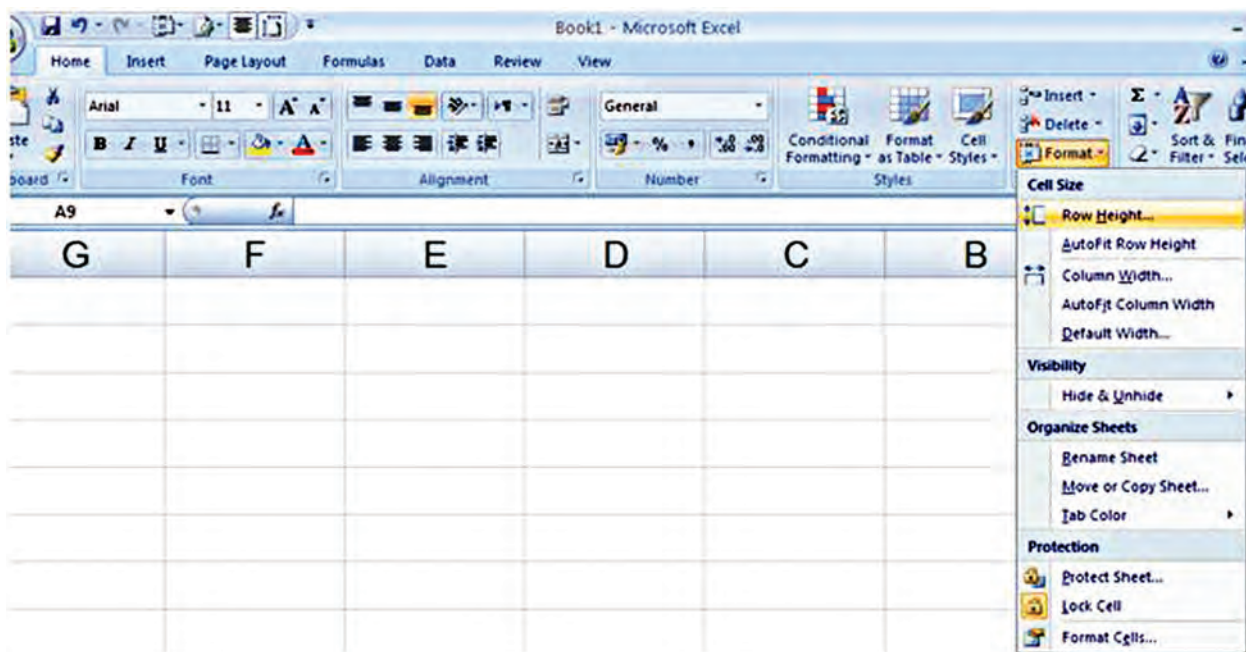 Book1 - Microsoft Excel
Home Insert Page Layout Formulas Data Review View
Arial 11 A A General
B I U A % ,
Conditional Formatting Format as Table Cell Styles
Insert
Delete
Format
Σ
Sort & Filter
Font Alignment Number Styles
A9 fx
G F E D C B
Cell Size
Row Height...
AutoFit Row Height
Column Width...
AutoFit Column Width
Default Width...
Visibility
Hide & Unhide
Organize Sheets
Rename Sheet
Move or Copy Sheet...
Tab Color
Protection
Protect Sheet...
Lock Cell
Format Cells...